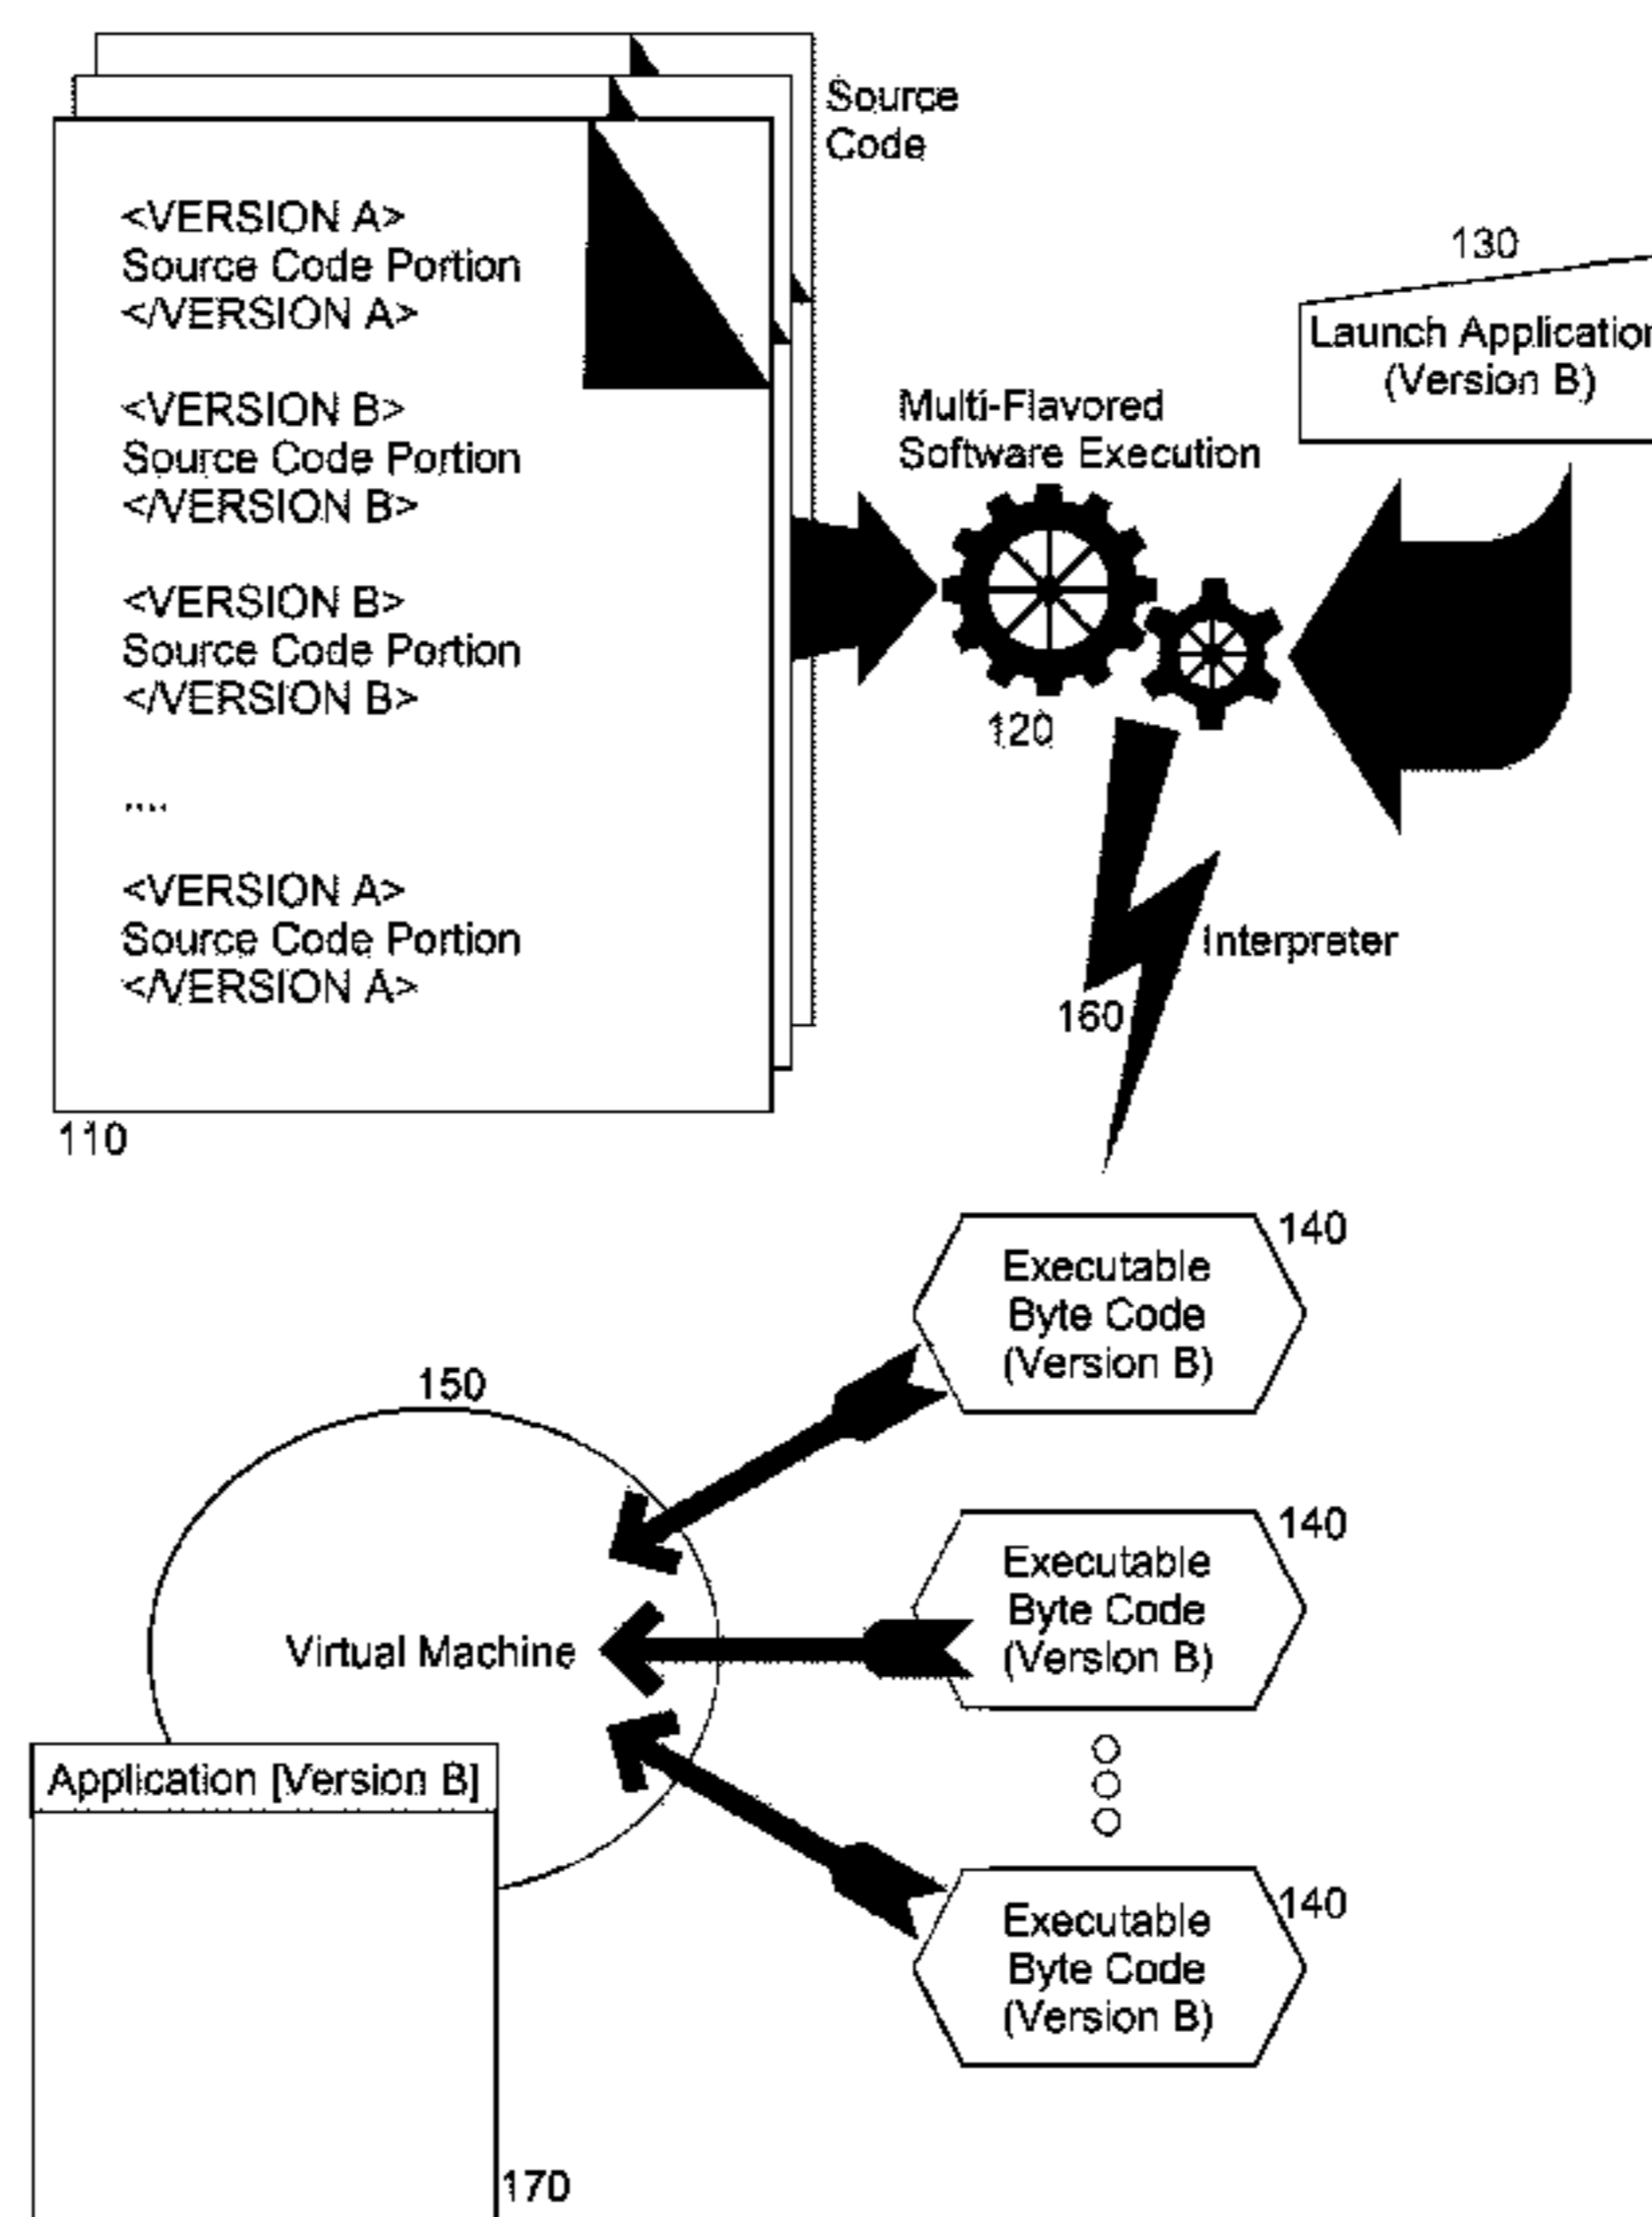 Source
Code
<VERSION A>
Source Code Portion
</VERSION A>
<VERSION B>
Source Code Portion
</VERSION B>
<VERSION B>
Source Code Portion
</VERSION B>
....
<VERSION A>
Source Code Portion
</VERSION A>
110
Multi-Flavored
Software Execution
120
130
Launch Application
(Version B)
Interpreter
160
140
Executable
Byte Code
(Version B)
150
Virtual Machine
140
Executable
Byte Code
(Version B)
Application [Version B]
140
Executable
Byte Code
(Version B)
170